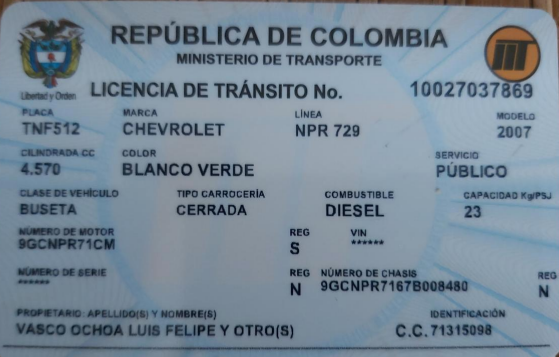 REPÚBLICA DE COLOMBIA
MINISTERIO DE TRANSPORTE
Libertad y Orden
LICENCIA DE TRÁNSITO No. 10027037869
PLACA MARCA LÍNEA MODELO
TNF512 CHEVROLET NPR 729 2007
CILINDRADA CC COLOR SERVICIO
4.570 BLANCO VERDE PÚBLICO
CLASE DE VEHÍCULO TIPO CARROCERÍA COMBUSTIBLE CAPACIDAD Kg/PSJ
BUSETA CERRADA DIESEL 23
NÚMERO DE MOTOR REG VIN
9GCNPR71CM S ******
NÚMERO DE SERIE REG NÚMERO DE CHASIS REG
****** N 9GCNPR7167B008480 N
PROPIETARIO: APELLIDO(S) Y NOMBRE(S) IDENTIFICACIÓN
VASCO OCHOA LUIS FELIPE Y OTRO(S) C.C. 71315098